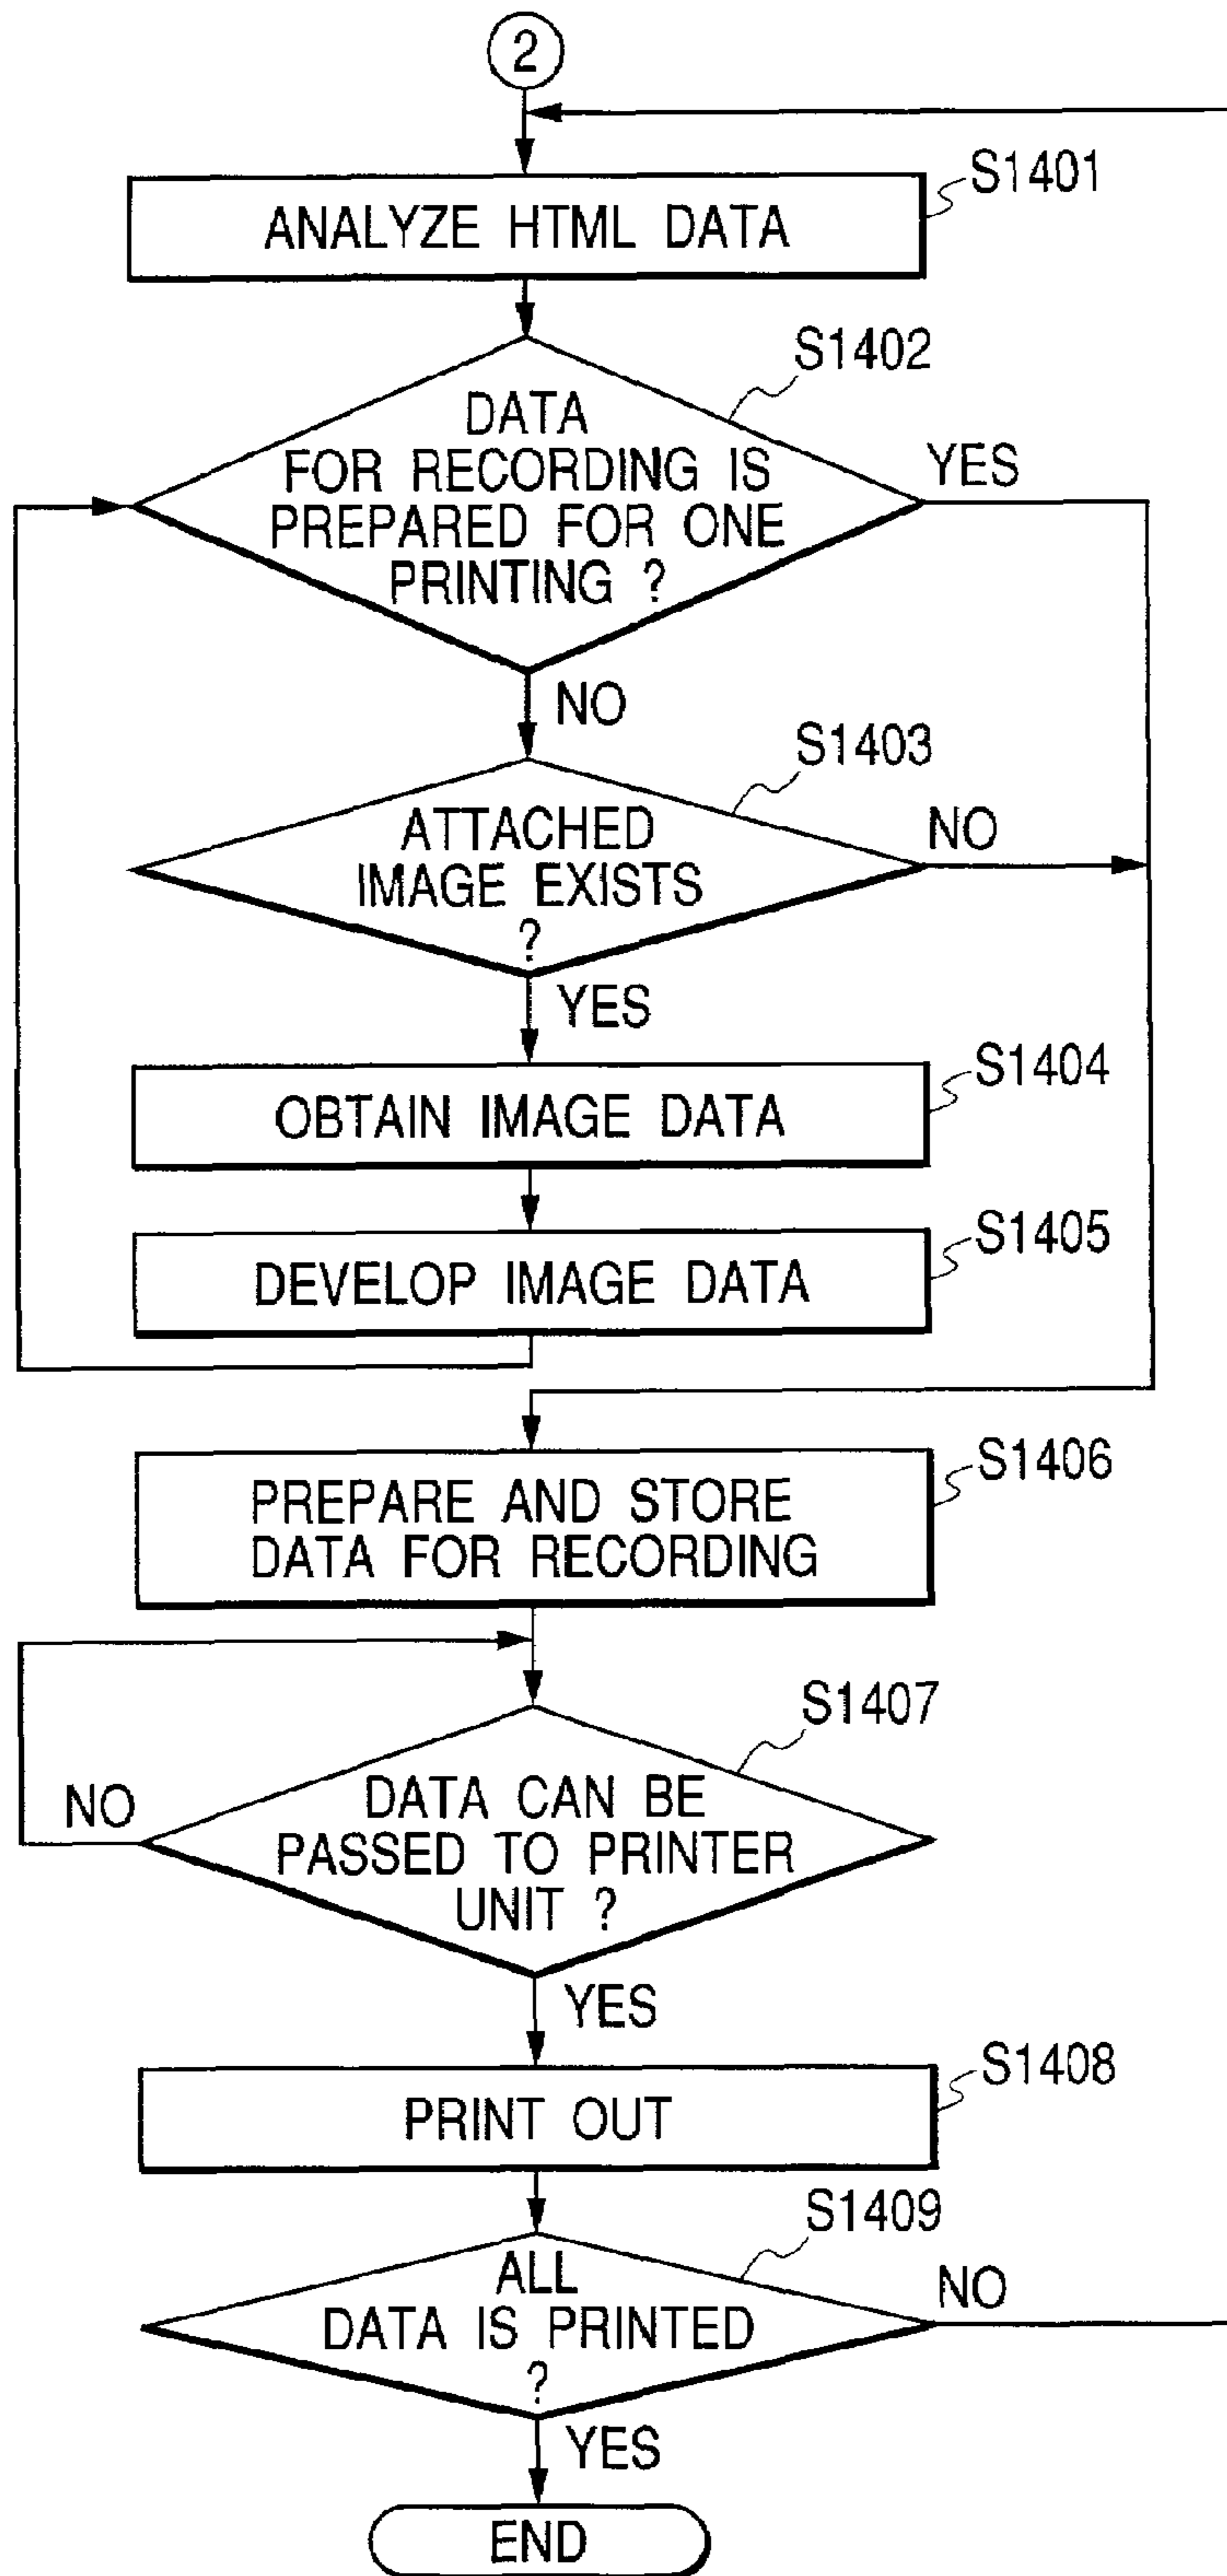 2
S1401
ANALYZE HTML DATA
S1402
DATA
FOR RECORDING IS
PREPARED FOR ONE
PRINTING ?
YES
NO
S1403
ATTACHED
IMAGE EXISTS
?
NO
YES
S1404
OBTAIN IMAGE DATA
S1405
DEVELOP IMAGE DATA
S1406
PREPARE AND STORE
DATA FOR RECORDING
S1407
DATA CAN BE
PASSED TO PRINTER
UNIT ?
NO
YES
S1408
PRINT OUT
S1409
ALL
DATA IS PRINTED
?
NO
YES
END